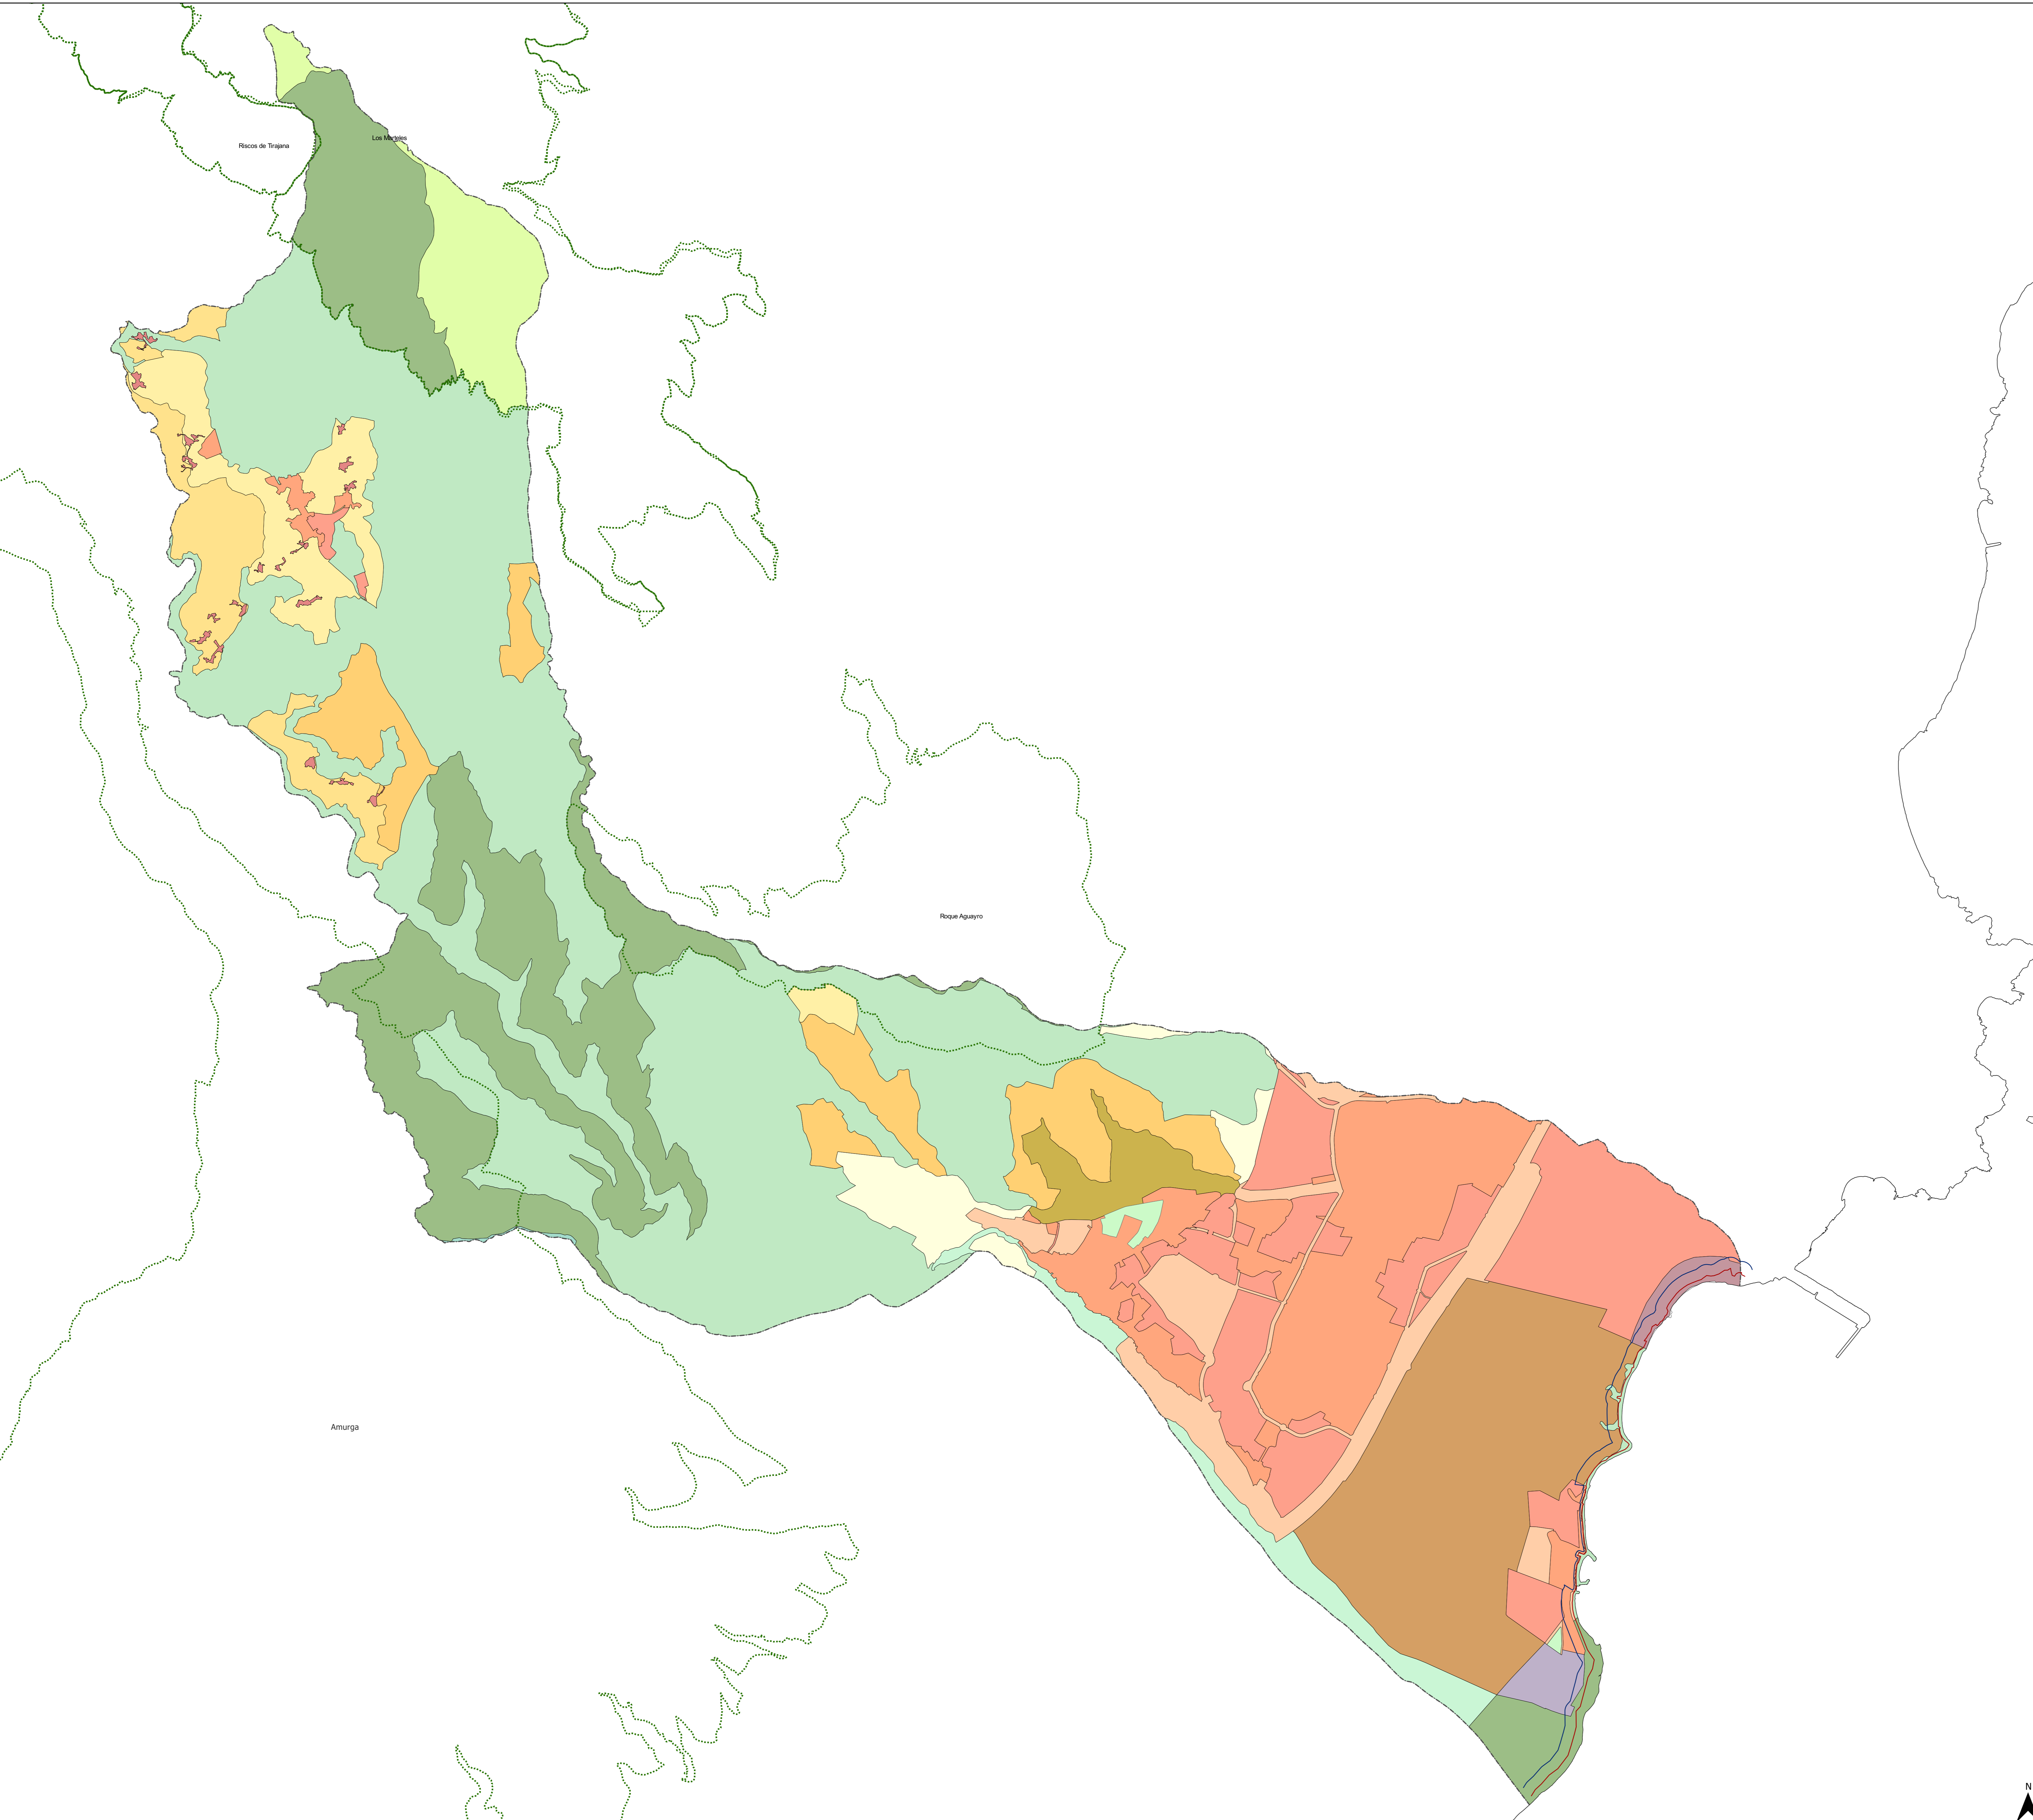 Los Marteles
Riscos de Tirajana
Roque Aguayro
Amurga
N